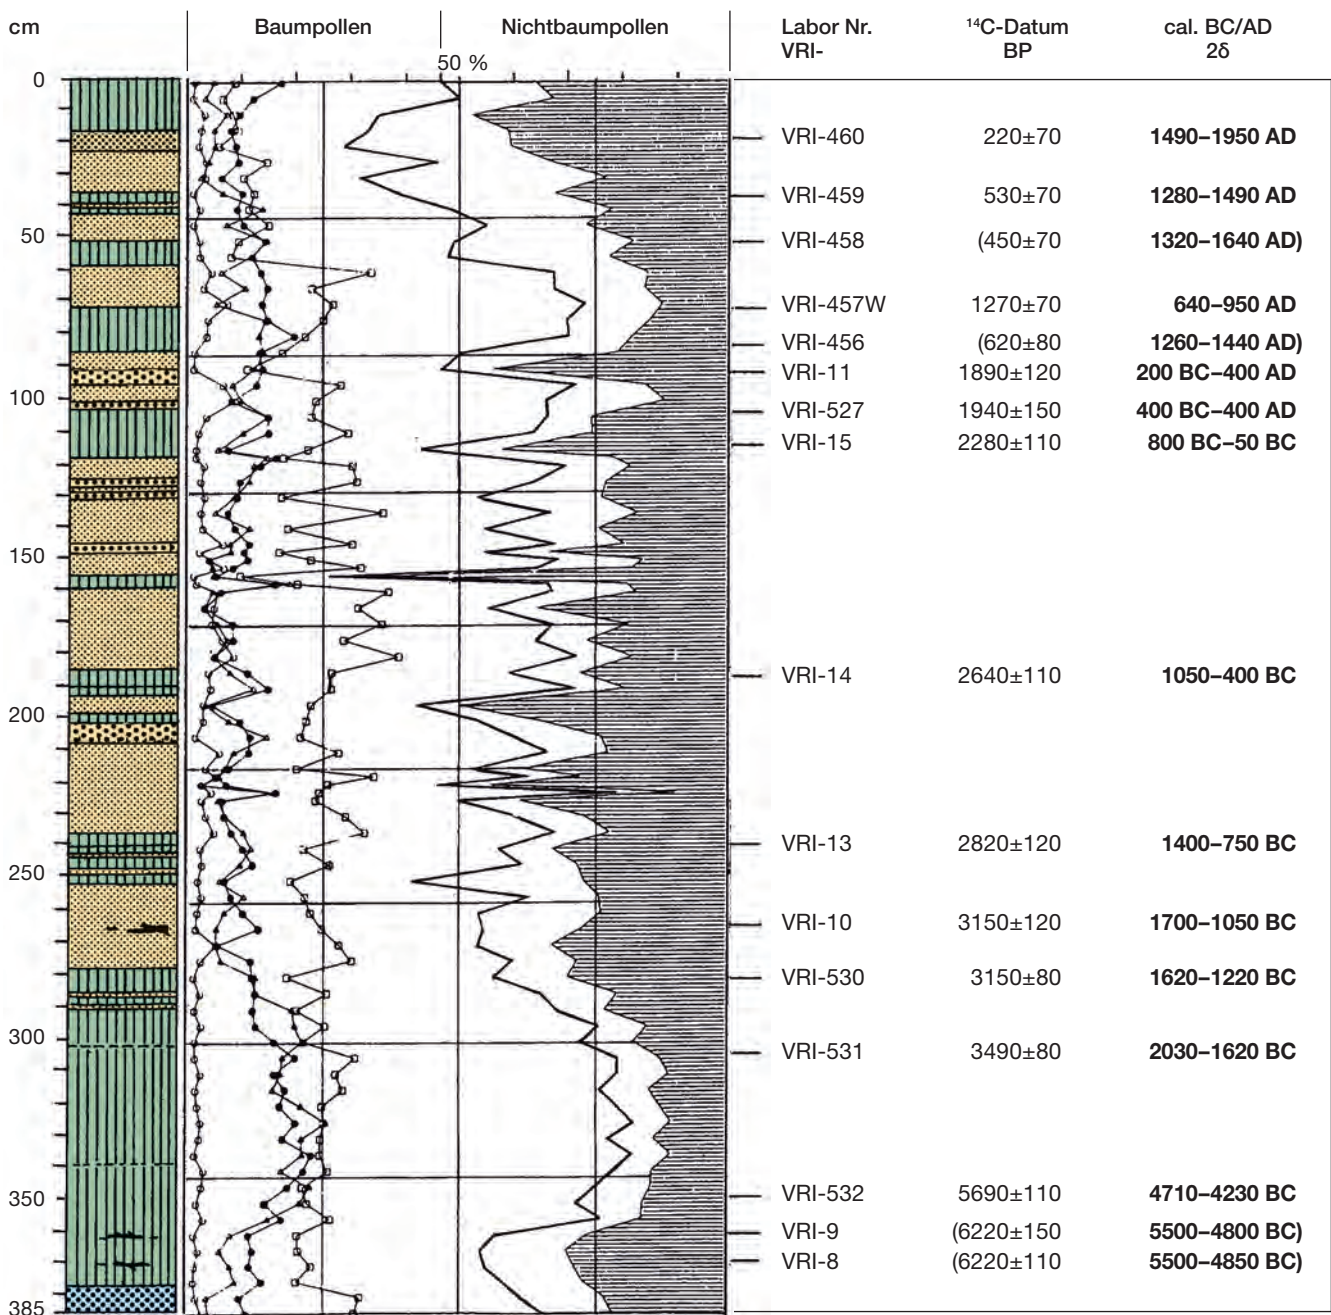 cm Baumpollen Nichtbaumpollen Labor Nr. ¹⁴C-Datum cal. BC/AD
VRI- BP 2δ
50 %
0
VRI-460 220±70 1490–1950 AD
VRI-459 530±70 1280–1490 AD
50
VRI-458 (450±70 1320–1640 AD)
VRI-457W 1270±70 640–950 AD
VRI-456 (620±80 1260–1440 AD)
VRI-11 1890±120 200 BC–400 AD
100
VRI-527 1940±150 400 BC–400 AD
VRI-15 2280±110 800 BC–50 BC
150
VRI-14 2640±110 1050–400 BC
200
VRI-13 2820±120 1400–750 BC
250
VRI-10 3150±120 1700–1050 BC
VRI-530 3150±80 1620–1220 BC
300
VRI-531 3490±80 2030–1620 BC
350
VRI-532 5690±110 4710–4230 BC
VRI-9 (6220±150 5500–4800 BC)
VRI-8 (6220±110 5500–4850 BC)
385